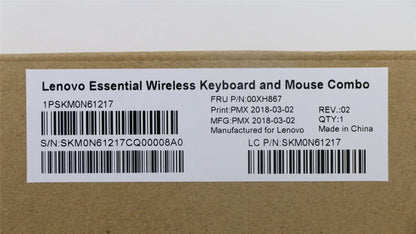 Lenovo Essential Wireless Keyboard and Mouse Combo
1PSKM0N61217
FRU P/N:00XH867
Print:PMX 2018-03-02
REV.:02
MFG:PMX 2018-03-02
QTY:1
Manufactured for Lenovo
Made in China
S/N:SKM0N61217CQ00008A0
LC P/N:SKM0N61217